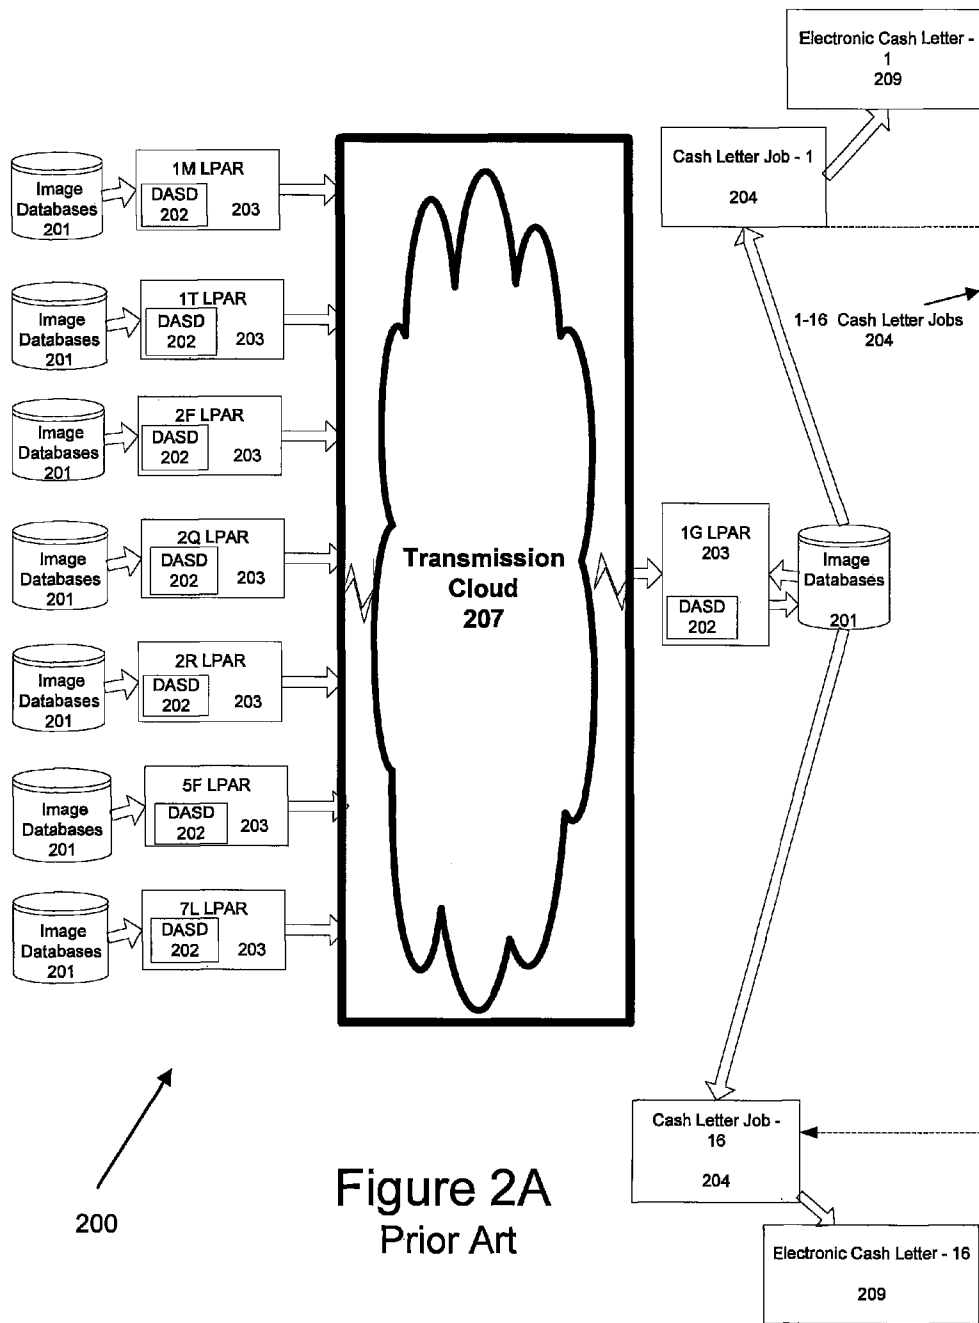 Electronic Cash Letter -
1
209
Cash Letter Job - 1
204
1-16 Cash Letter Jobs
204
Image
Databases
201
1M LPAR
DASD
202
203
Image
Databases
201
1T LPAR
DASD
202
203
Image
Databases
201
2F LPAR
DASD
202
203
Image
Databases
201
2Q LPAR
DASD
202
203
Image
Databases
201
2R LPAR
DASD
202
203
Image
Databases
201
5F LPAR
DASD
202
203
Image
Databases
201
7L LPAR
DASD
202
203
Transmission
Cloud
207
1G LPAR
203
DASD
202
Image
Databases
201
Cash Letter Job -
16
204
Electronic Cash Letter - 16
209
200
Figure 2A
Prior Art